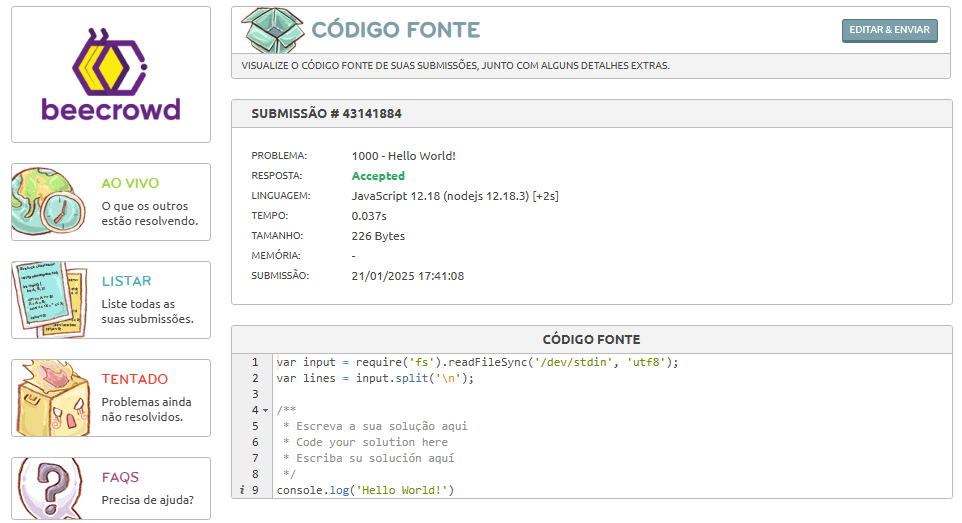 beecrowd
AO VIVO
O que os outros
estão resolvendo.
LISTAR
Liste todas as
suas submissões.
TENTADO
Problemas ainda
não resolvidos.
FAQS
Precisa de ajuda?
CÓDIGO FONTE
EDITAR & ENVIAR
VISUALIZE O CÓDIGO FONTE DE SUAS SUBMISSÕES, JUNTO COM ALGUNS DETALHES EXTRAS.
SUBMISSÃO # 43141884
PROBLEMA: 1000 - Hello World!
RESPOSTA: Accepted
LINGUAGEM: JavaScript 12.18 (nodejs 12.18.3) [+2s]
TEMPO: 0.037s
TAMANHO: 226 Bytes
MEMÓRIA: -
SUBMISSÃO: 21/01/2025 17:41:08
CÓDIGO FONTE
1 var input = require('fs').readFileSync('/dev/stdin', 'utf8');
2 var lines = input.split('\n');
3
4 /**
5 * Escreva a sua solução aqui
6 * Code your solution here
7 * Escriba su solución aquí
8 */
i 9 console.log('Hello World!')